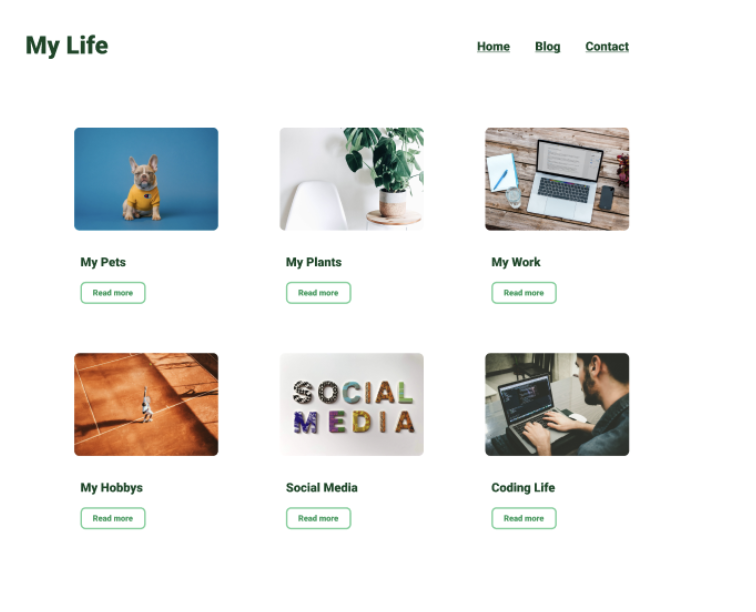 My Life
Home Blog Contact
My Pets
Read more
My Plants
Read more
My Work
Read more
My Hobbys
Read more
SOCIAL
MEDIA
Social Media
Read more
Coding Life
Read more